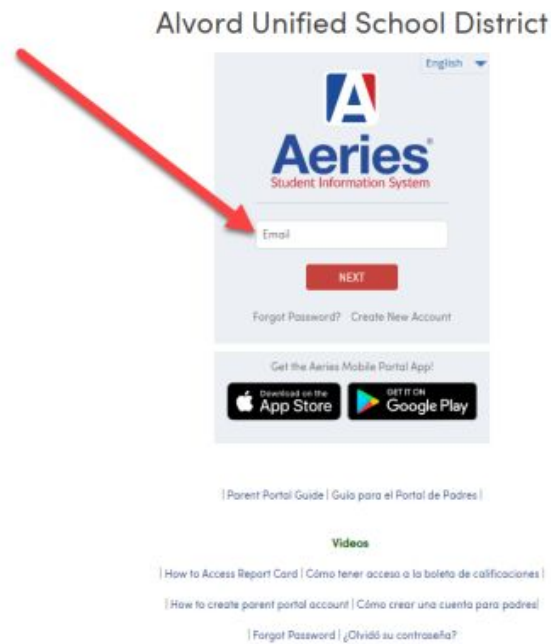 Alvord Unified School District
English
Aeries®
Student Information System
Email
NEXT
Forgot Password? Create New Account
Get the Aeries Mobile Portal App!
Download on the App Store
GET IT ON Google Play
| Parent Portal Guide | Guía para el Portal de Padres |
Videos
| How to Access Report Card | Cómo tener acceso a la boleta de calificaciones |
| How to create parent portal account | Cómo crear una cuenta para padres|
| Forgot Password | ¿Olvidó su contraseña?